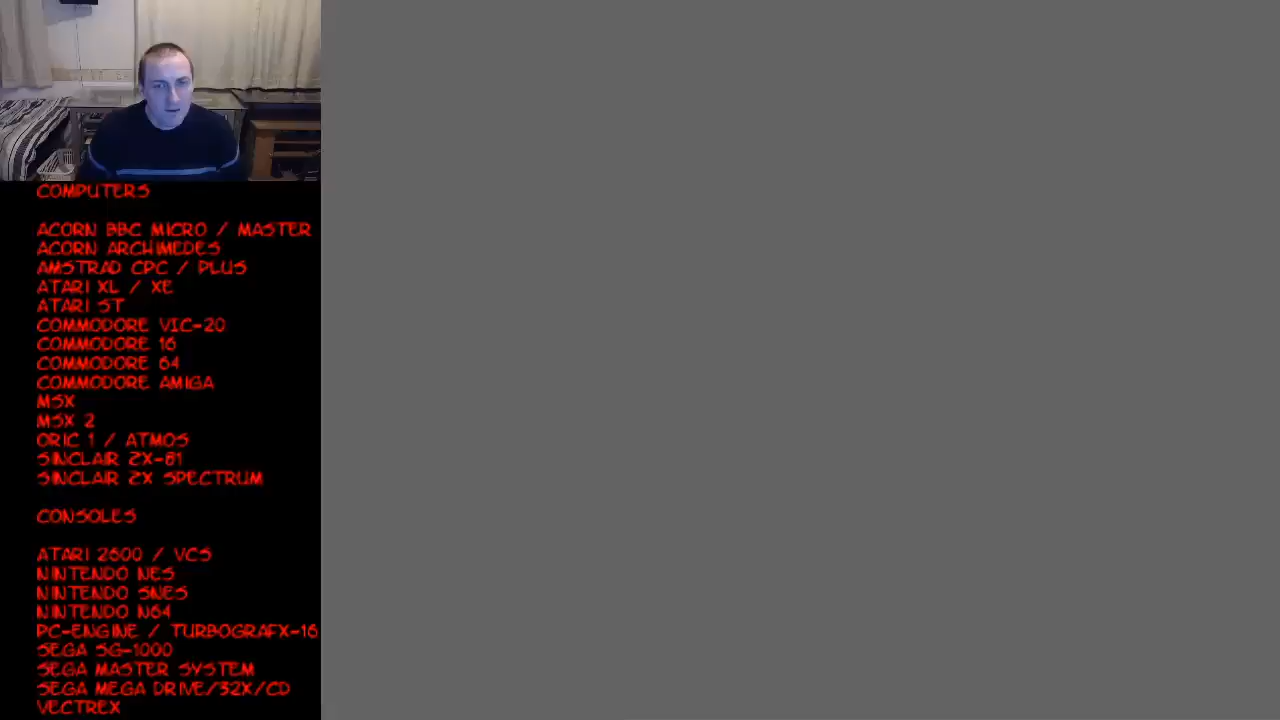 COMPUTERS
ACORN BBC MICRO / MASTER
ACORN ARCHIMEDES
AMSTRAD CPC / PLUS
ATARI XL / XE
ATARI ST
COMMODORE VIC-20
COMMODORE 16
COMMODORE 64
COMMODORE AMIGA
MSX
MSX 2
ORIC 1 / ATMOS
SINCLAIR ZX-81
SINCLAIR ZX SPECTRUM
CONSOLES
ATARI 2600 / VCS
NINTENDO NES
NINTENDO SNES
NINTENDO N64
PC-ENGINE / TURBOGRAFX-16
SEGA SG-1000
SEGA MASTER SYSTEM
SEGA MEGA DRIVE/32X/CD
VECTREX